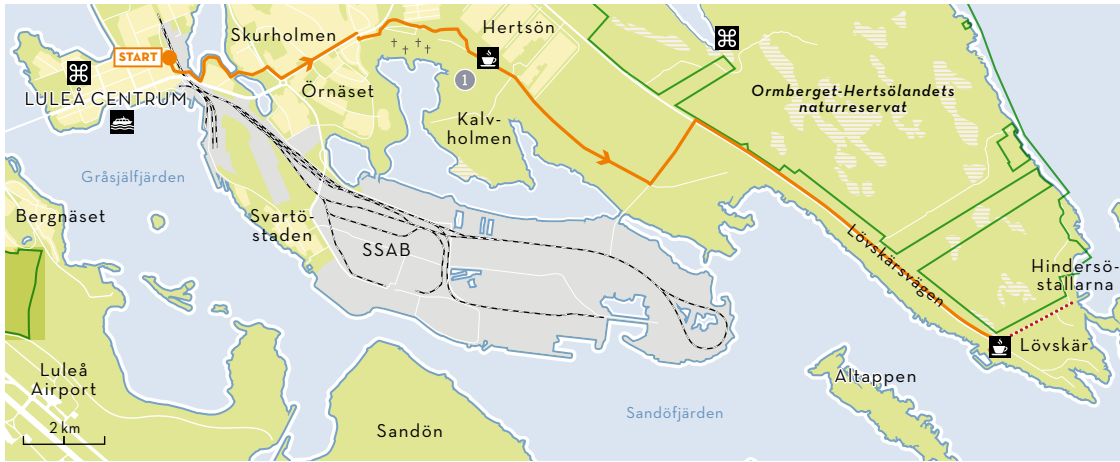 Skurholmen
Hertsön
START
LULEÅ CENTRUM
Örnäset
1
Kalv-
holmen
Ormberget-Hertsölandets
naturreservat
Gråsjälfjärden
Bergnäset
Svartö-
staden
SSAB
Lövskärsvägen
Hindersö-
stallarna
Lövskär
Luleå
Airport
Altappen
Sandöfjärden
2 km
Sandön